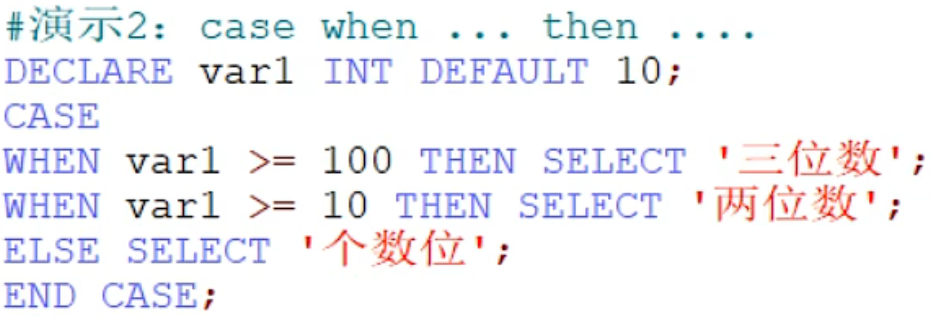 #演示2：case when ... then ....
DECLARE var1 INT DEFAULT 10;
CASE
WHEN var1 >= 100 THEN SELECT '三位数';
WHEN var1 >= 10 THEN SELECT '两位数';
ELSE SELECT '个数位';
END CASE;